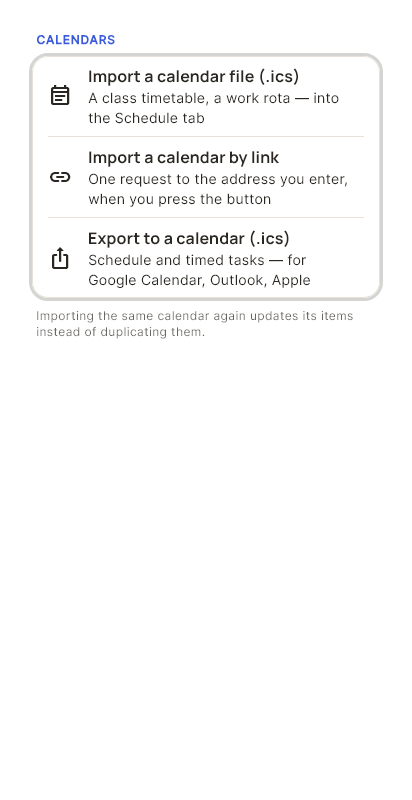 CALENDARS
Import a calendar file (.ics)
A class timetable, a work rota — into
the Schedule tab
Import a calendar by link
One request to the address you enter,
when you press the button
Export to a calendar (.ics)
Schedule and timed tasks — for
Google Calendar, Outlook, Apple
Importing the same calendar again updates its items
instead of duplicating them.